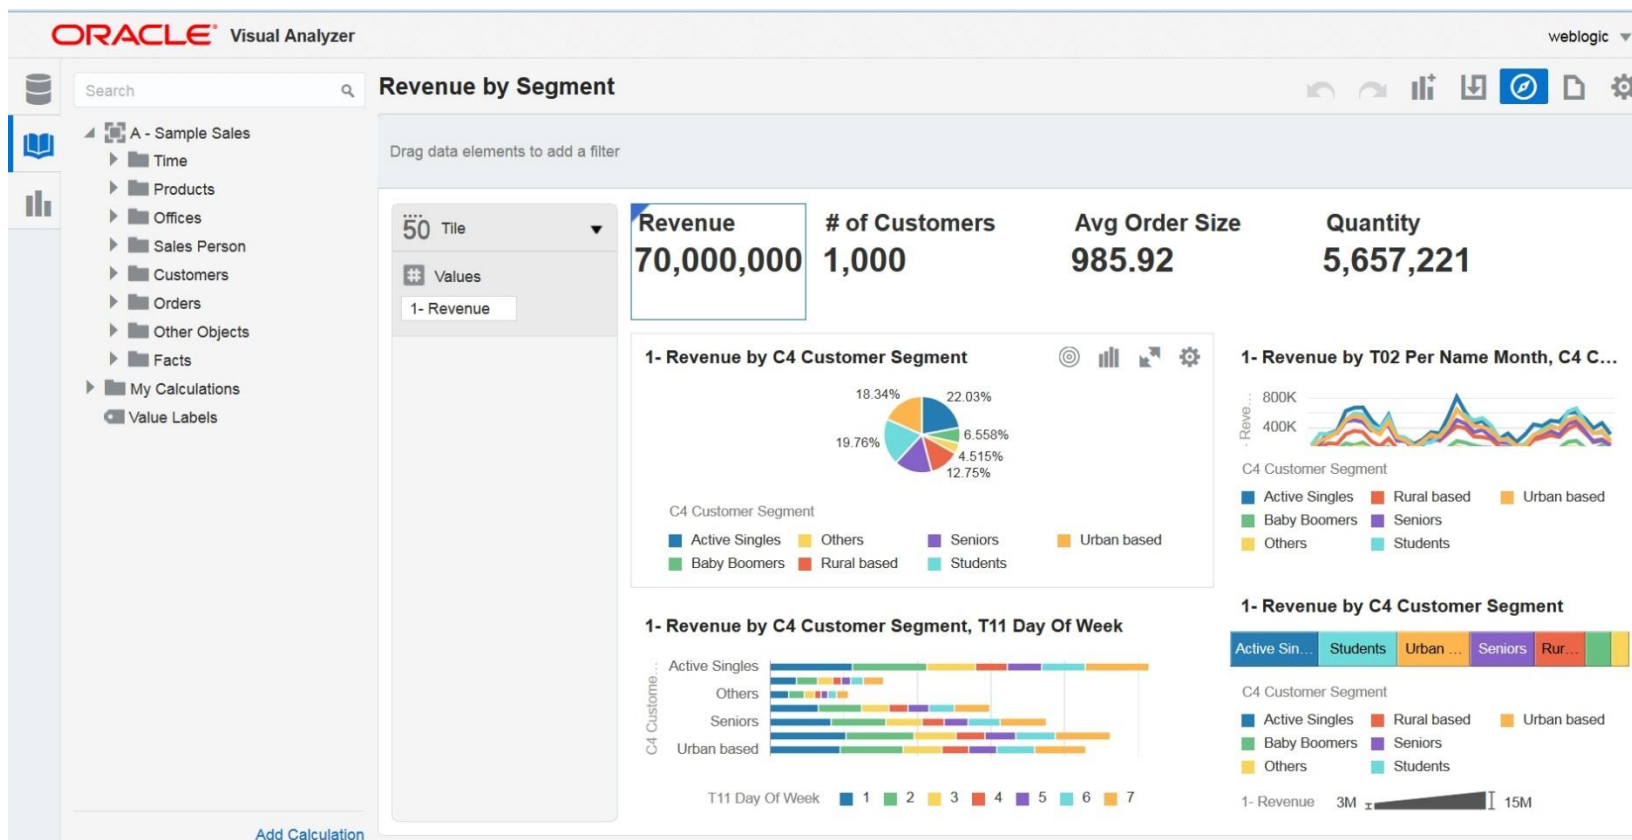 ORACLE Visual Analyzer
weblogic
Search
Revenue by Segment
A - Sample Sales
Time
Products
Offices
Sales Person
Customers
Orders
Other Objects
Facts
My Calculations
Value Labels
Add Calculation
Drag data elements to add a filter
50 Tile
# Values
1- Revenue
Revenue
70,000,000
# of Customers
1,000
Avg Order Size
985.92
Quantity
5,657,221
1- Revenue by C4 Customer Segment
18.34% 22.03%
6.558%
19.76%
4.515%
12.75%
C4 Customer Segment
Active Singles Others Seniors Urban based
Baby Boomers Rural based Students
1- Revenue by T02 Per Name Month, C4 C...
800K
400K
- Reve...
C4 Customer Segment
Active Singles Rural based Urban based
Baby Boomers Seniors
Others Students
1- Revenue by C4 Customer Segment, T11 Day Of Week
C4 Custome...
Active Singles
Others
Seniors
Urban based
T11 Day Of Week 1 2 3 4 5 6 7
1- Revenue by C4 Customer Segment
Active Sin... Students Urban ... Seniors Rur...
C4 Customer Segment
Active Singles Rural based Urban based
Baby Boomers Seniors
Others Students
1- Revenue 3M 15M